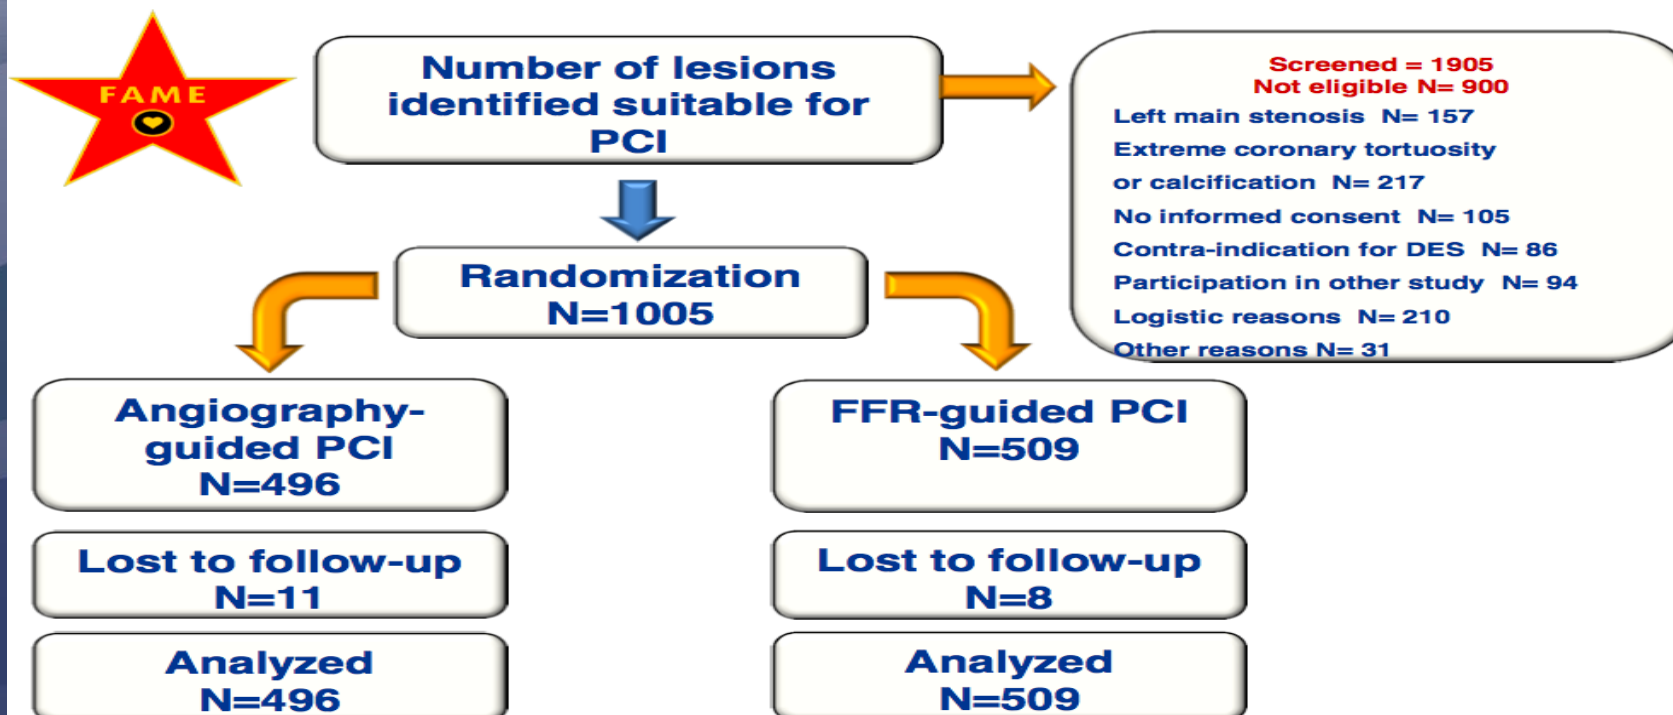 FAME
Number of lesions
identified suitable for
PCI
Screened = 1905
Not eligible N= 900
Left main stenosis N= 157
Extreme coronary tortuosity
or calcification N= 217
No informed consent N= 105
Contra-indication for DES N= 86
Participation in other study N= 94
Logistic reasons N= 210
Other reasons N= 31
Randomization
N=1005
Angiography-
guided PCI
N=496
FFR-guided PCI
N=509
Lost to follow-up
N=11
Lost to follow-up
N=8
Analyzed
N=496
Analyzed
N=509